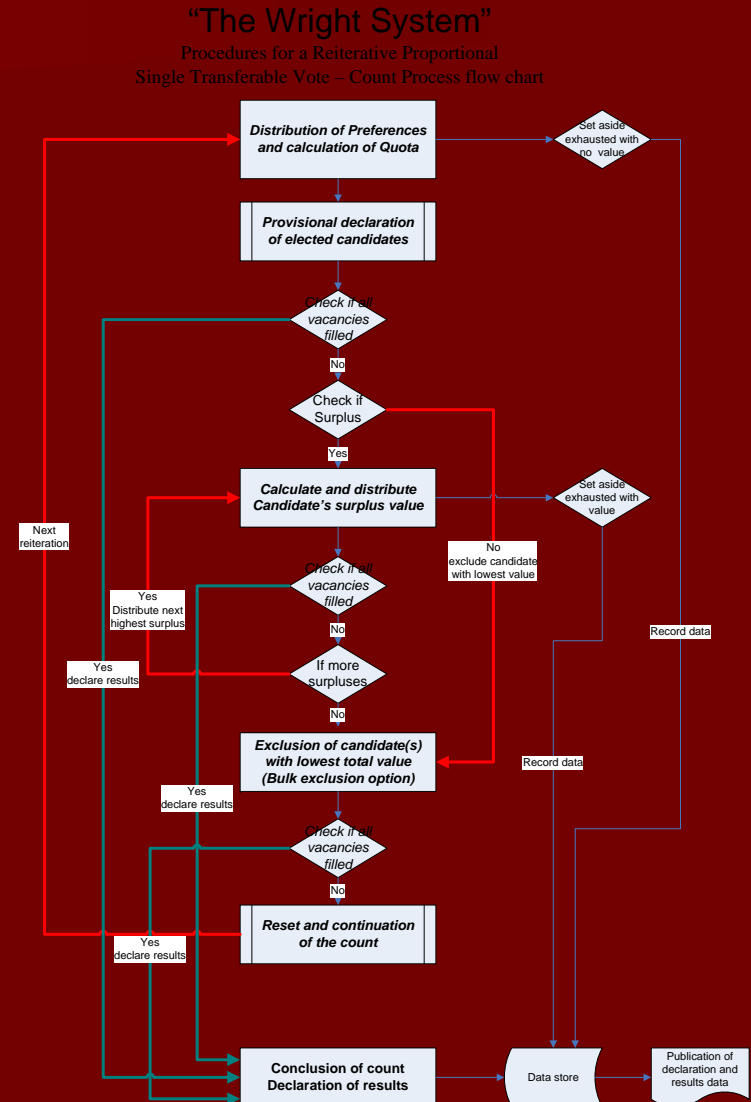 “The Wright System”
Procedures for a Reiterative Proportional
Single Transferable Vote – Count Process flow chart
Distribution of Preferences
and calculation of Quota
Set aside
exhausted with
no value
Provisional declaration
of elected candidates
Check if all
vacancies
filled
No
Check if
Surplus
Yes
Calculate and distribute
Candidate’s surplus value
Set aside
exhausted with
value
Next
reiteration
No
exclude candidate
with lowest value
Check if all
vacancies
filled
Yes
Distribute next
highest surplus
No
Record data
If more
surpluses
Yes
declare results
No
Exclusion of candidate(s)
with lowest total value
(Bulk exclusion option)
Record data
Yes
declare results
Check if all
vacancies
filled
No
Reset and continuation
of the count
Yes
declare results
Conclusion of count
Declaration of results
Data store
Publication of
declaration and
results data